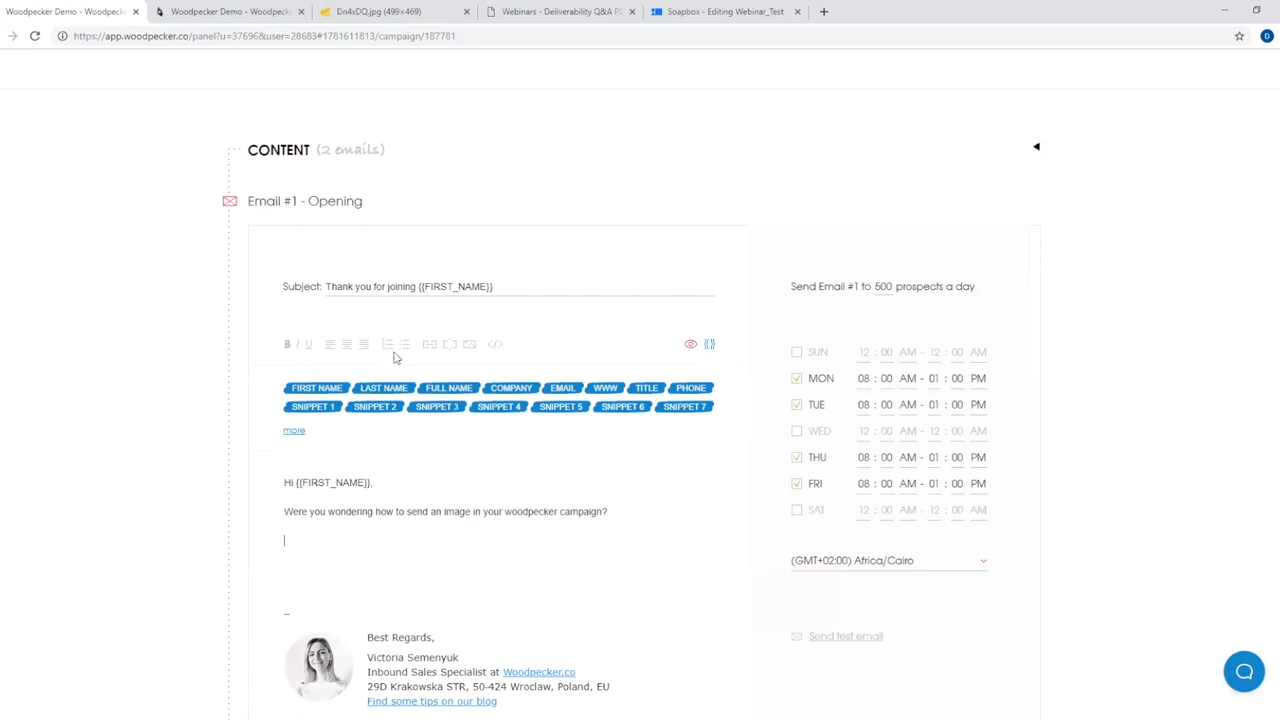 Woodpecker Demo - Woodpeck
Woodpecker Demo - Woodpeck
Dn4xDQ.jpg (499×469)
Webinars - Deliverability Q&A P
Soapbox - Editing Webinar_Test
https://app.woodpecker.co/panel?u=37696&user=28683#1781611813/campaign/187781
D
CONTENT (2 emails)
Email #1 - Opening
Subject: Thank you for joining {{FIRST_NAME}}
Send Email #1 to 500 prospects a day
B I U
SUN 12 : 00 AM - 12 : 00 AM
MON 08 : 00 AM - 01 : 00 PM
TUE 08 : 00 AM - 01 : 00 PM
WED 12 : 00 AM - 12 : 00 AM
THU 08 : 00 AM - 01 : 00 PM
FRI 08 : 00 AM - 01 : 00 PM
SAT 12 : 00 AM - 12 : 00 AM
(GMT+02:00) Africa/Cairo
Send test email
FIRST NAME LAST NAME FULL NAME COMPANY EMAIL WWW TITLE PHONE
SNIPPET 1 SNIPPET 2 SNIPPET 3 SNIPPET 4 SNIPPET 5 SNIPPET 6 SNIPPET 7
more
Hi {{FIRST_NAME}},
Were you wondering how to send an image in your woodpecker campaign?
--
Best Regards,
Victoria Semenyuk
Inbound Sales Specialist at Woodpecker.co
29D Krakowska STR, 50-424 Wroclaw, Poland, EU
Find some tips on our blog